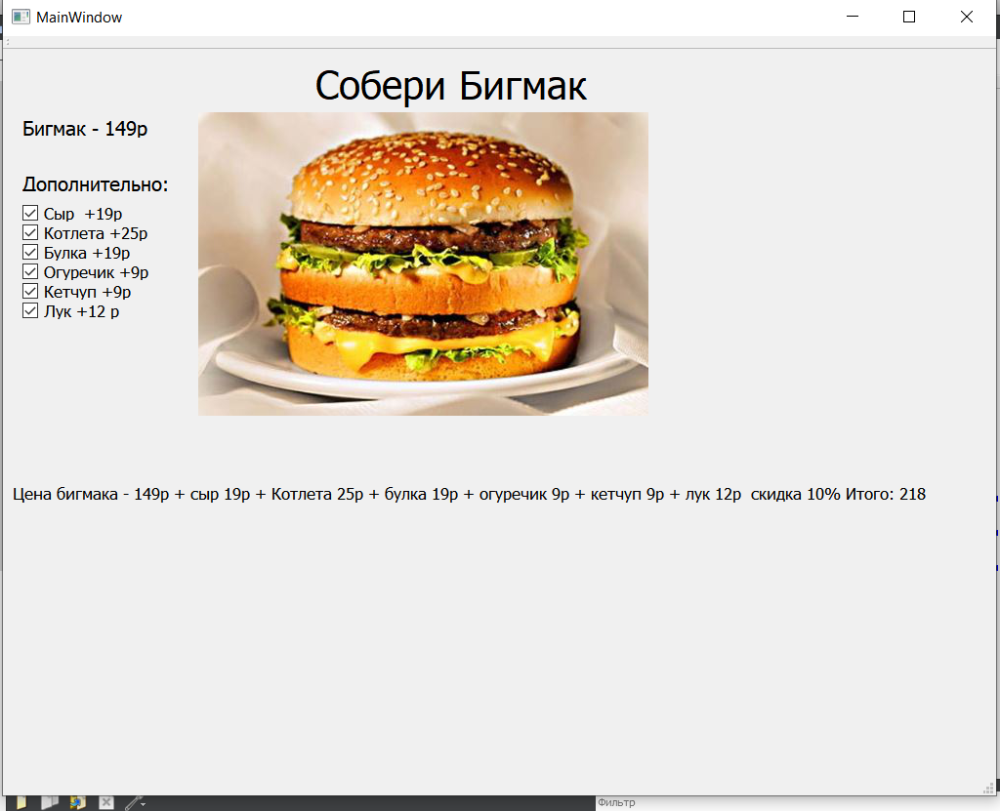 MainWindow
Собери Бигмак
Бигмак - 149р
Дополнительно:
Сыр  +19р
Котлета +25р
Булка +19р
Огуречик +9р
Кетчуп +9р
Лук +12 р
Цена бигмака - 149р + сыр 19р + Котлета 25р + булка 19р + огуречик 9р + кетчуп 9р + лук 12р  скидка 10% Итого: 218
Фильтр